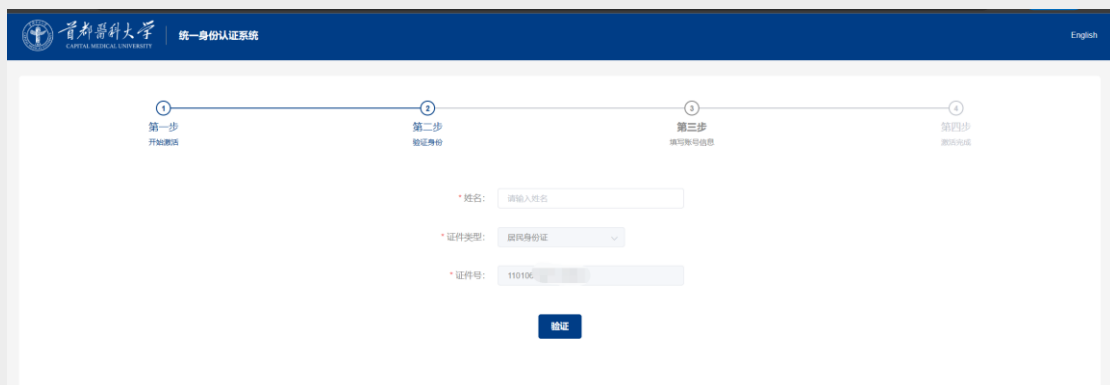 首都醫科大学
CAPITAL MEDICAL UNIVERSITY
统一身份认证系统
English
1
2
3
4
第一步
第二步
第三步
第四步
开始激活
验证身份
填写账号信息
激活完成
* 姓名： 请输入姓名
* 证件类型： 居民身份证
* 证件号： 110106
验证